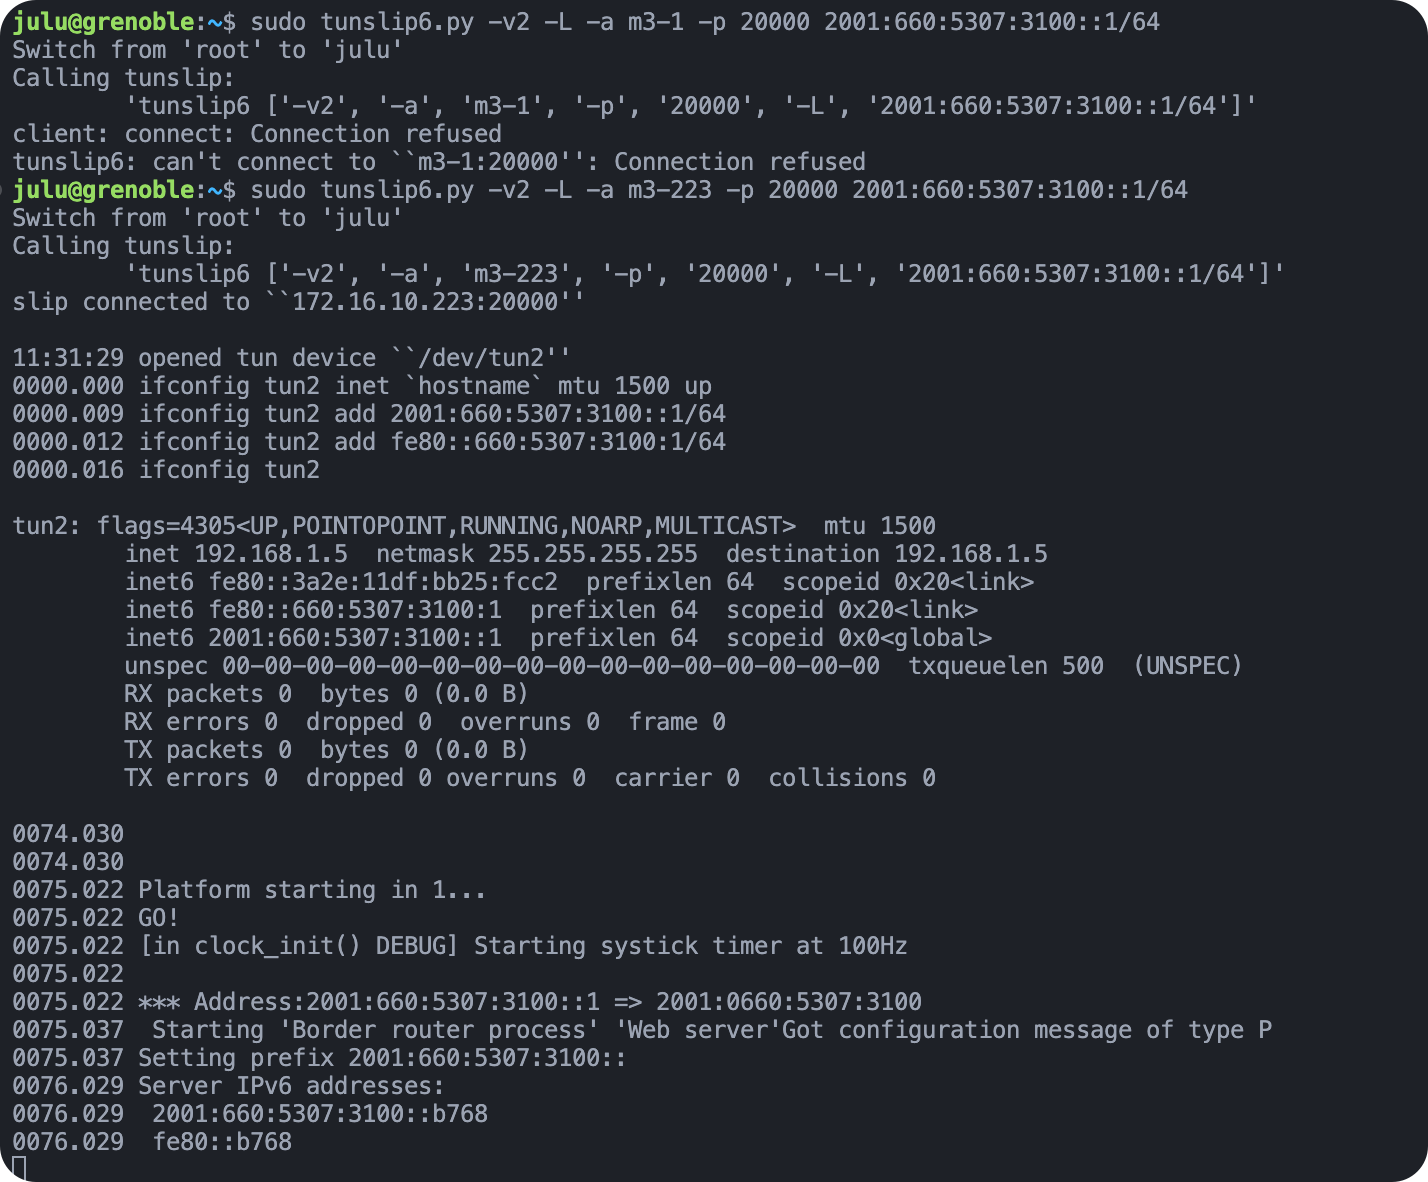 julu@grenoble:~$ sudo tunslip6.py -v2 -L -a m3-1 -p 20000 2001:660:5307:3100::1/64
Switch from 'root' to 'julu'
Calling tunslip:
        'tunslip6 ['-v2', '-a', 'm3-1', '-p', '20000', '-L', '2001:660:5307:3100::1/64']'
client: connect: Connection refused
tunslip6: can't connect to ``m3-1:20000'': Connection refused
julu@grenoble:~$ sudo tunslip6.py -v2 -L -a m3-223 -p 20000 2001:660:5307:3100::1/64
Switch from 'root' to 'julu'
Calling tunslip:
        'tunslip6 ['-v2', '-a', 'm3-223', '-p', '20000', '-L', '2001:660:5307:3100::1/64']'
slip connected to ``172.16.10.223:20000''

11:31:29 opened tun device ``/dev/tun2''
0000.000 ifconfig tun2 inet `hostname` mtu 1500 up
0000.009 ifconfig tun2 add 2001:660:5307:3100::1/64
0000.012 ifconfig tun2 add fe80::660:5307:3100:1/64
0000.016 ifconfig tun2

tun2: flags=4305<UP,POINTOPOINT,RUNNING,NOARP,MULTICAST>  mtu 1500
        inet 192.168.1.5  netmask 255.255.255.255  destination 192.168.1.5
        inet6 fe80::3a2e:11df:bb25:fcc2  prefixlen 64  scopeid 0x20<link>
        inet6 fe80::660:5307:3100:1  prefixlen 64  scopeid 0x20<link>
        inet6 2001:660:5307:3100::1  prefixlen 64  scopeid 0x0<global>
        unspec 00-00-00-00-00-00-00-00-00-00-00-00-00-00-00-00  txqueuelen 500  (UNSPEC)
        RX packets 0  bytes 0 (0.0 B)
        RX errors 0  dropped 0  overruns 0  frame 0
        TX packets 0  bytes 0 (0.0 B)
        TX errors 0  dropped 0 overruns 0  carrier 0  collisions 0

0074.030
0074.030
0075.022 Platform starting in 1...
0075.022 GO!
0075.022 [in clock_init() DEBUG] Starting systick timer at 100Hz
0075.022
0075.022 *** Address:2001:660:5307:3100::1 => 2001:0660:5307:3100
0075.037  Starting 'Border router process' 'Web server'Got configuration message of type P
0075.037 Setting prefix 2001:660:5307:3100::
0076.029 Server IPv6 addresses:
0076.029  2001:660:5307:3100::b768
0076.029  fe80::b768